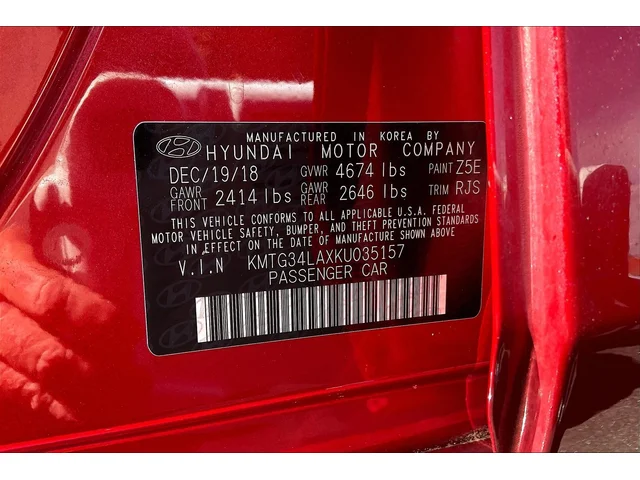 MANUFACTURED IN KOREA BY
HYUNDAI MOTOR COMPANY
DEC/19/18 GVWR 4674 lbs PAINT Z5E
GAWR FRONT 2414 lbs GAWR REAR 2646 lbs TRIM RJS
THIS VEHICLE CONFORMS TO ALL APPLICABLE U.S.A. FEDERAL
MOTOR VEHICLE SAFETY, BUMPER, AND THEFT PREVENTION STANDARDS
IN EFFECT ON THE DATE OF MANUFACTURE SHOWN ABOVE.
V.I.N KMTG34LAXKU035157
PASSENGER CAR